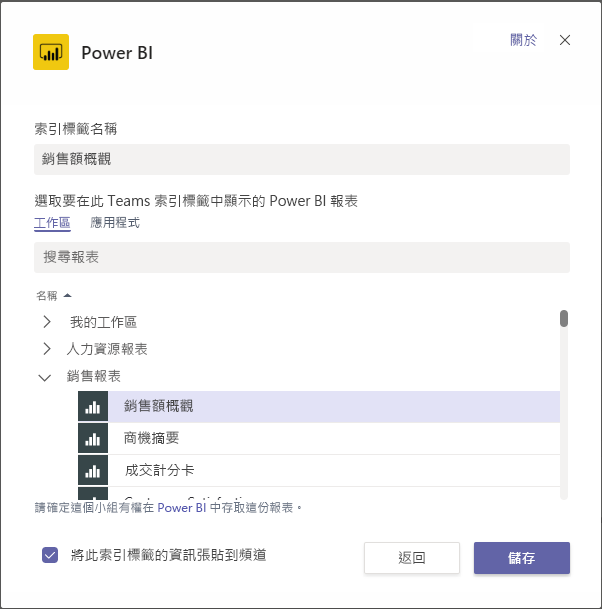 Power BI
關於
索引標籤名稱
銷售額概觀
選取要在此 Teams 索引標籤中顯示的 Power BI 報表
工作區 應用程式
搜尋報表
名稱
我的工作區
人力資源報表
銷售報表
銷售額概觀
商機摘要
成交計分卡
請確定這個小組有權在 Power BI 中存取這份報表。
將此索引標籤的資訊張貼到頻道
返回
儲存